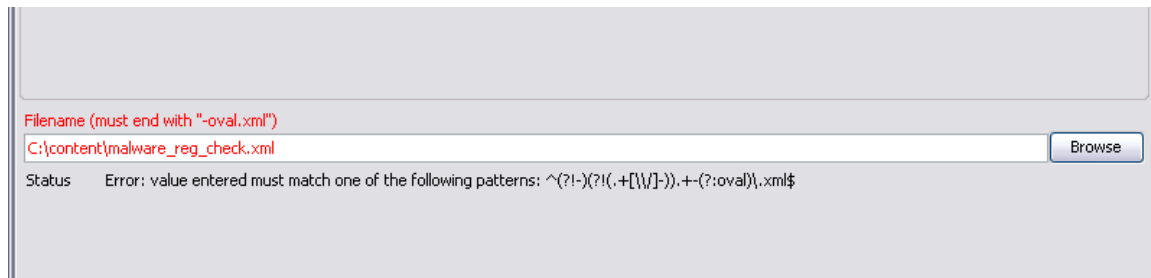 Filename (must end with "-oval.xml")
C:\content\malware_reg_check.xml
Browse
Status Error: value entered must match one of the following patterns: ^(?!-)(?!(.+[\\/]-)).+-(?:oval)\.xml$